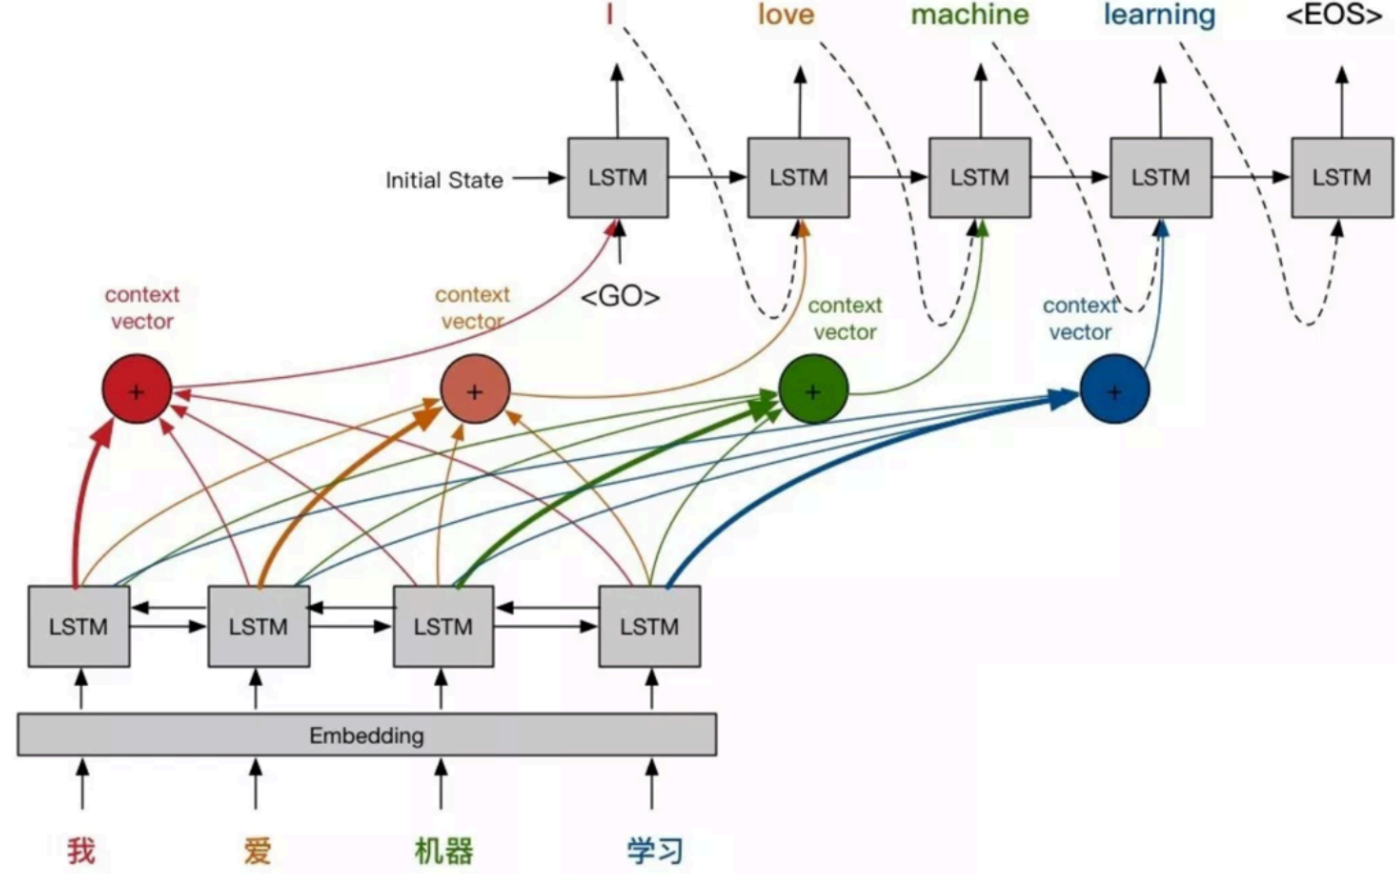 I love machine learning <EOS>
Initial State LSTM LSTM LSTM LSTM LSTM
<GO>
context
vector
context
vector
context
vector
context
vector
+ + + +
LSTM LSTM LSTM LSTM
Embedding
我 爱 机器 学习